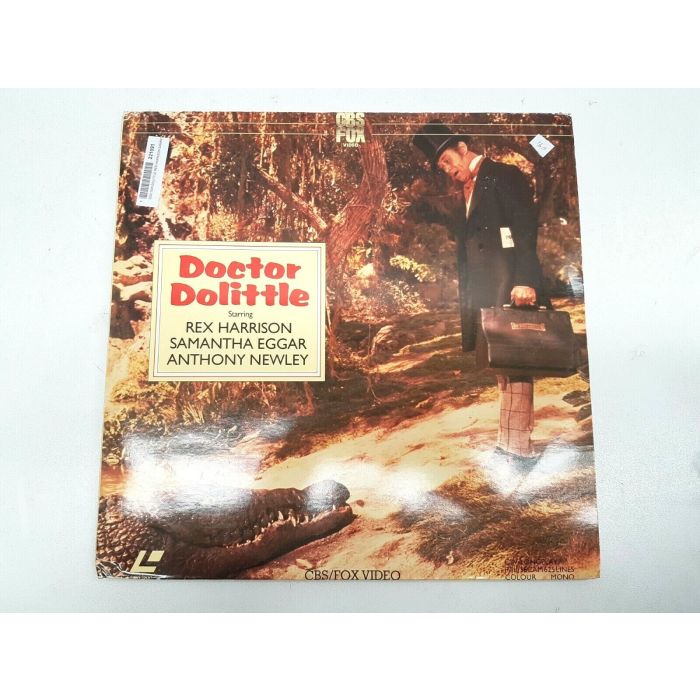 CBS
FOX
VIDEO
Doctor
Dolittle
Starring
REX HARRISON
SAMANTHA EGGAR
ANTHONY NEWLEY
CBS/FOX VIDEO
COLOUR MONO